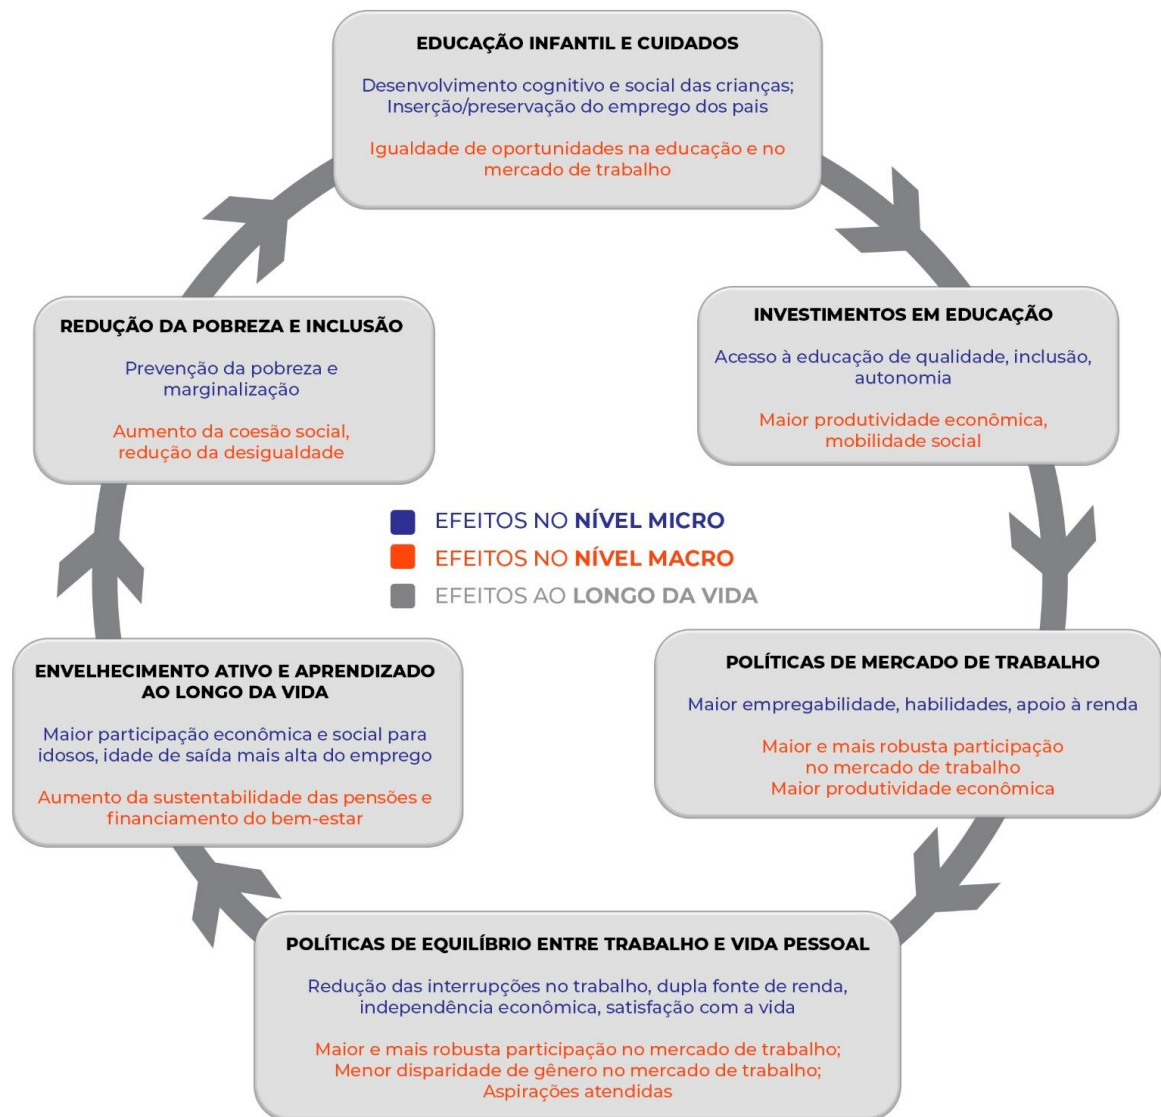 EDUCAÇÃO INFANTIL E CUIDADOS
Desenvolvimento cognitivo e social das crianças;
Inserção/preservação do emprego dos pais
Igualdade de oportunidades na educação e no
mercado de trabalho
INVESTIMENTOS EM EDUCAÇÃO
Acesso à educação de qualidade, inclusão,
autonomia
Maior produtividade econômica,
mobilidade social
POLÍTICAS DE MERCADO DE TRABALHO
Maior empregabilidade, habilidades, apoio à renda
Maior e mais robusta participação
no mercado de trabalho
Maior produtividade econômica
POLÍTICAS DE EQUILÍBRIO ENTRE TRABALHO E VIDA PESSOAL
Redução das interrupções no trabalho, dupla fonte de renda,
independência econômica, satisfação com a vida
Maior e mais robusta participação no mercado de trabalho;
Menor disparidade de gênero no mercado de trabalho;
Aspirações atendidas
ENVELHECIMENTO ATIVO E APRENDIZADO
AO LONGO DA VIDA
Maior participação econômica e social para
idosos, idade de saída mais alta do emprego
Aumento da sustentabilidade das pensões e
financiamento do bem-estar
REDUÇÃO DA POBREZA E INCLUSÃO
Prevenção da pobreza e
marginalização
Aumento da coesão social,
redução da desigualdade
EFEITOS NO NÍVEL MICRO
EFEITOS NO NÍVEL MACRO
EFEITOS AO LONGO DA VIDA